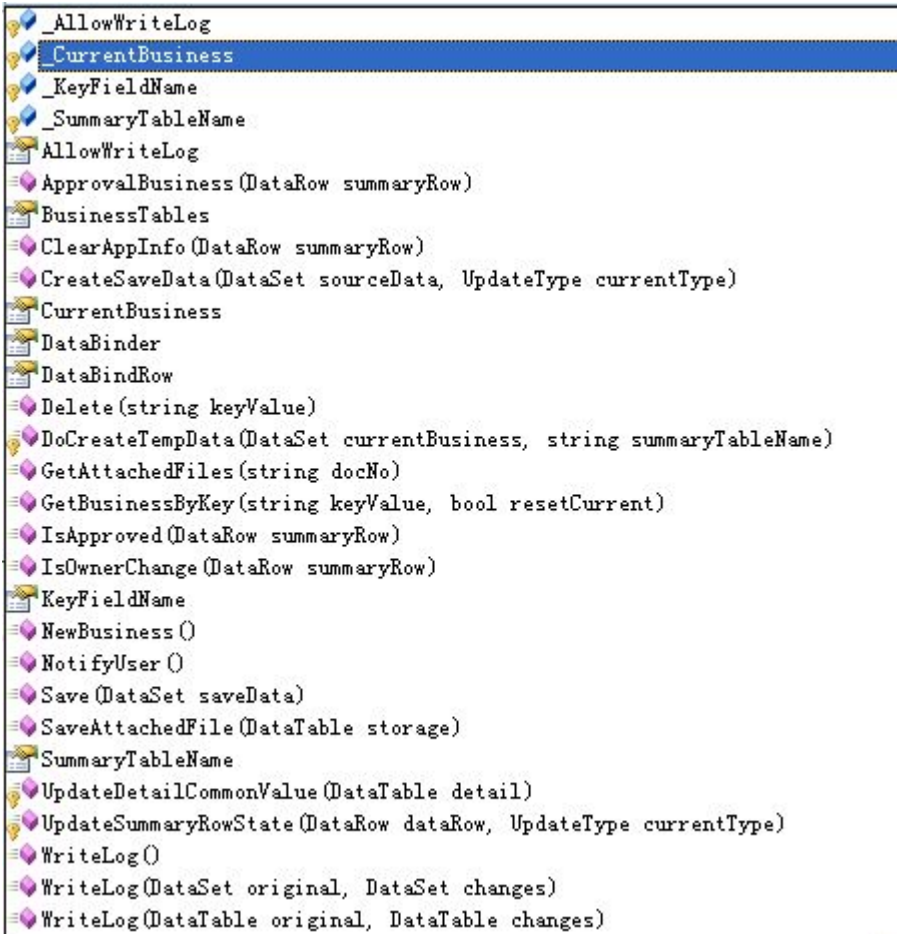 _AllowWriteLog
_CurrentBusiness
_KeyFieldName
_SummaryTableName
AllowWriteLog
ApprovalBusiness(DataRow summaryRow)
BusinessTables
ClearAppInfo(DataRow summaryRow)
CreateSaveData(DataSet sourceData, UpdateType currentType)
CurrentBusiness
DataBinder
DataBindRow
Delete(string keyValue)
DoCreateTempData(DataSet currentBusiness, string summaryTableName)
GetAttachedFiles(string docNo)
GetBusinessByKey(string keyValue, bool resetCurrent)
IsApproved(DataRow summaryRow)
IsOwnerChange(DataRow summaryRow)
KeyFieldName
NewBusiness()
NotifyUser()
Save(DataSet saveData)
SaveAttachedFile(DataTable storage)
SummaryTableName
UpdateDetailCommonValue(DataTable detail)
UpdateSummaryRowState(DataRow dataRow, UpdateType currentType)
WriteLog()
WriteLog(DataSet original, DataSet changes)
WriteLog(DataTable original, DataTable changes)